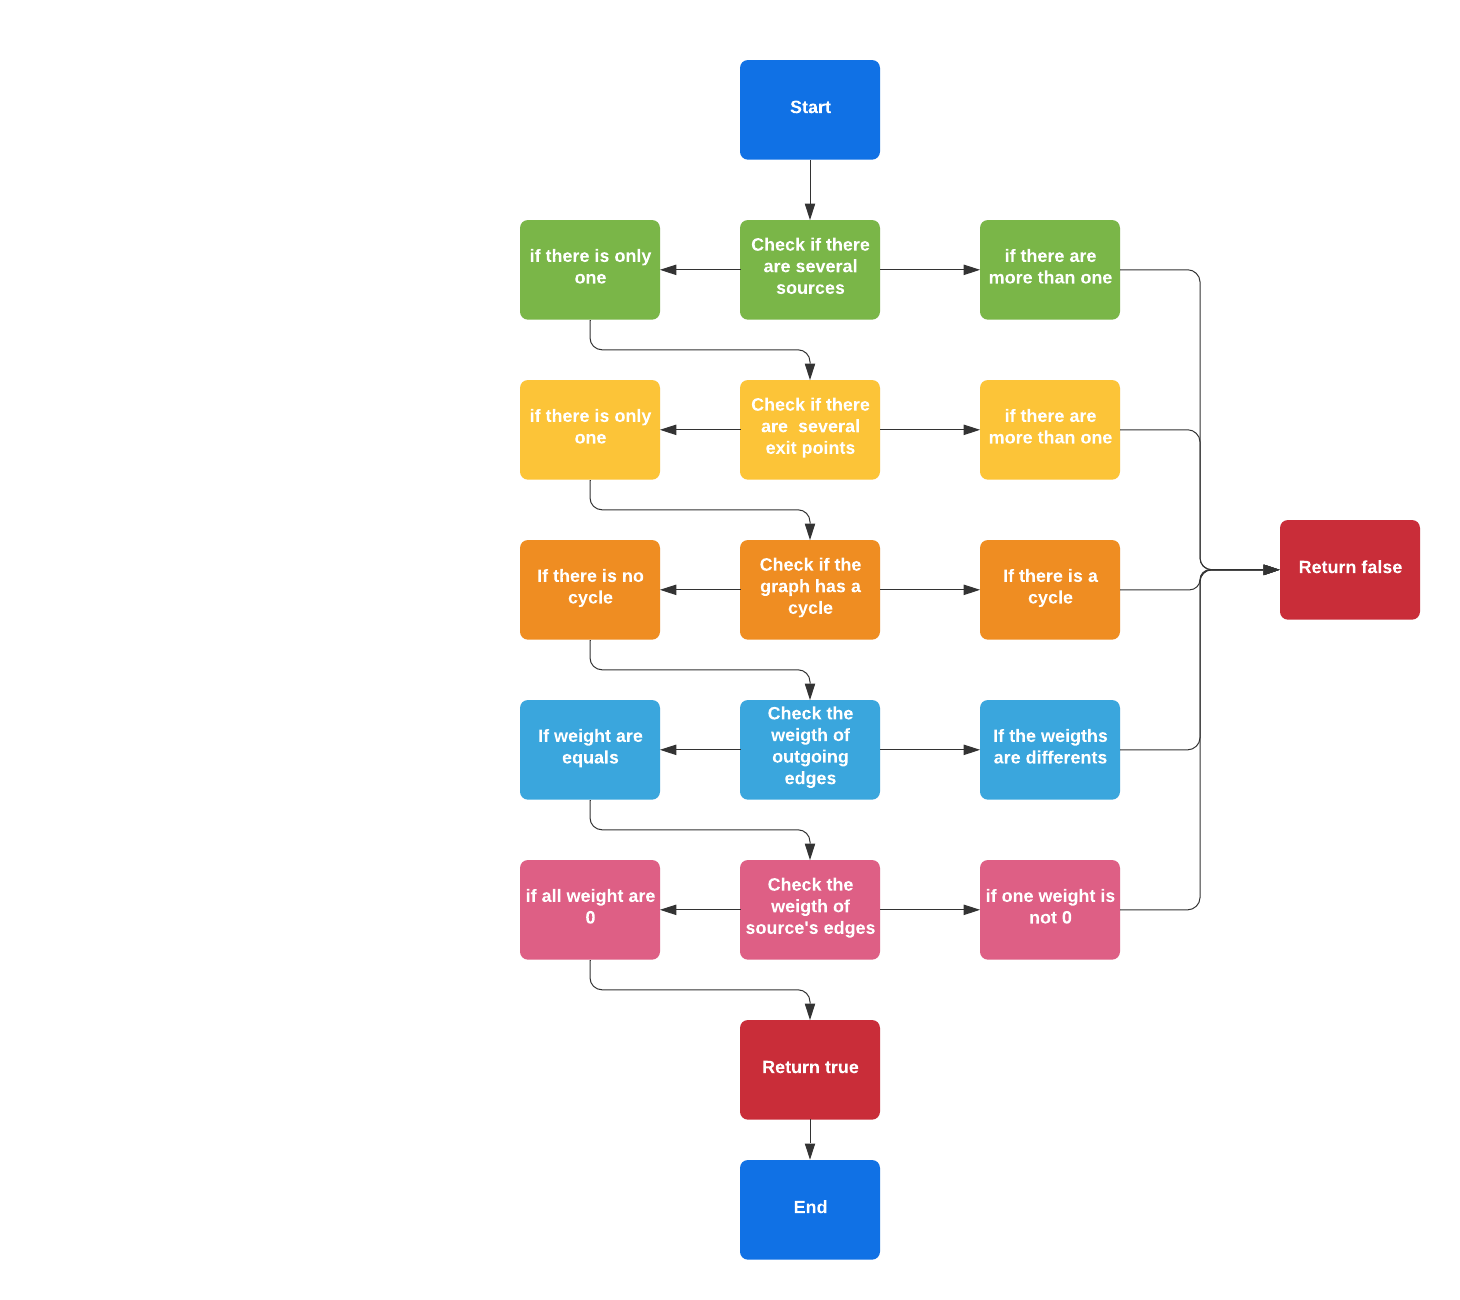 Start
if there is only
one
Check if there
are several
sources
if there are
more than one
if there is only
one
Check if there
are  several
exit points
if there are
more than one
Return false
If there is no
cycle
Check if the
graph has a
cycle
If there is a
cycle
If weight are
equals
Check the
weigth of
outgoing
edges
If the weigths
are differents
if all weight are
0
Check the
weigth of
source's edges
if one weight is
not 0
Return true
End